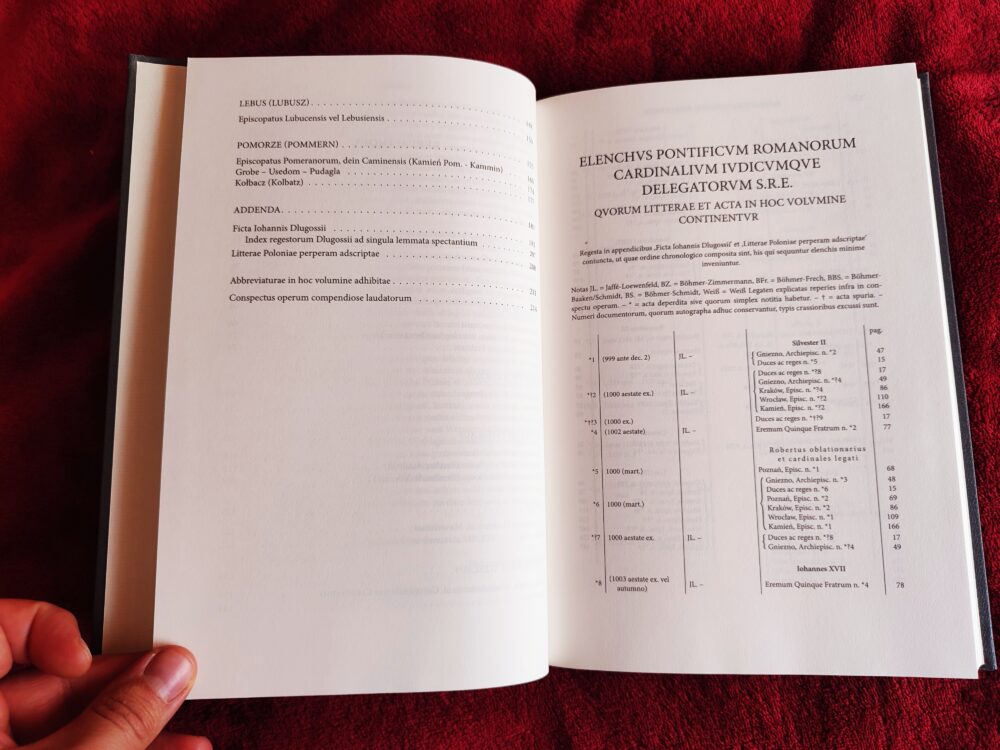 LEBUS (LUBUSZ)
Episcopatus Lubucensis vel Lebusiensis
POMORZE (POMMERN)
Episcopatus Pomeranorum, dein Caminensis (Kamień Pom. - Kammin)
Grobe – Usedom – Pudagla
Kołbacz (Kolbatz)
ADDENDA
Ficta Iohannis Dlugossii
Index regestorum Dlugossii ad singula lemmata spectantium
Litterae Poloniae perperam adscriptae
Abbreviaturae in hoc volumine adhibitae
Conspectus operum compendiose laudatorum
ELENCHVS PONTIFICVM ROMANORVM
CARDINALIVM IVDICVMQVE
DELEGATORVM S.R.E.
QVORVM LITTERAE ET ACTA IN HOC VOLVMINE
CONTINENTVR
Regesta in appendicibus ‚Ficta Iohannis Dlugossii' et ‚Litterae Poloniae perperam adscriptae'
contuncta, ut quae ordine chronologico composita sint, his qui sequuntur elenchis minime
inveniuntur.
Notas JL. = Jaffé-Loewenfeld, BZ. = Böhmer-Zimmermann, BFr. = Böhmer-Frech, BBS. = Böhmer-
Baaken/Schmidt, BS. = Böhmer-Schmidt, Weiß = Weiß Legaten explicatas reperies infra in con-
spectu operum. – * = acta deperdita sive quorum simplex notitia habetur. – † = acta spuria. –
Numeri documentorum, quorum autographa adhuc conservantur, typis crassioribus excussi sunt.
pag.
Silvester II
*1 (999 ante dec. 2) JL. – Gniezno, Archiepisc. n. *2 47
Duces ac reges n. *5 15
Duces ac reges n. *?8 17
Gniezno, Archiepisc. n. *?4 49
*?2 (1000 aestate ex.) JL. – Kraków, Episc. n. *?4 86
Wrocław, Episc. n. *?2 110
Kamień, Episc. n. *?2 166
*†?3 (1000 ex.) Duces ac reges n. *†?9 17
*4 (1002 aestate) JL. – Eremum Quinque Fratrum n. *2 77
Robertus oblationarius
et cardinales legati
*5 1000 (mart.) Poznań, Episc. n. *1 68
Gniezno, Archiepisc. n. *3 48
Duces ac reges n. *6 15
*6 1000 (mart.) Poznań, Episc. n. *2 69
Kraków, Episc. n. *2 86
Wrocław, Episc. n. *1 109
Kamień, Episc. n. *1 166
*?7 1000 aestate ex. JL. – Duces ac reges n. *?8 17
Gniezno, Archiepisc. n. *?4 49
Iohannes XVII
*8 (1003 aestate ex. vel JL. – Eremum Quinque Fratrum n. *4 78
autumno)